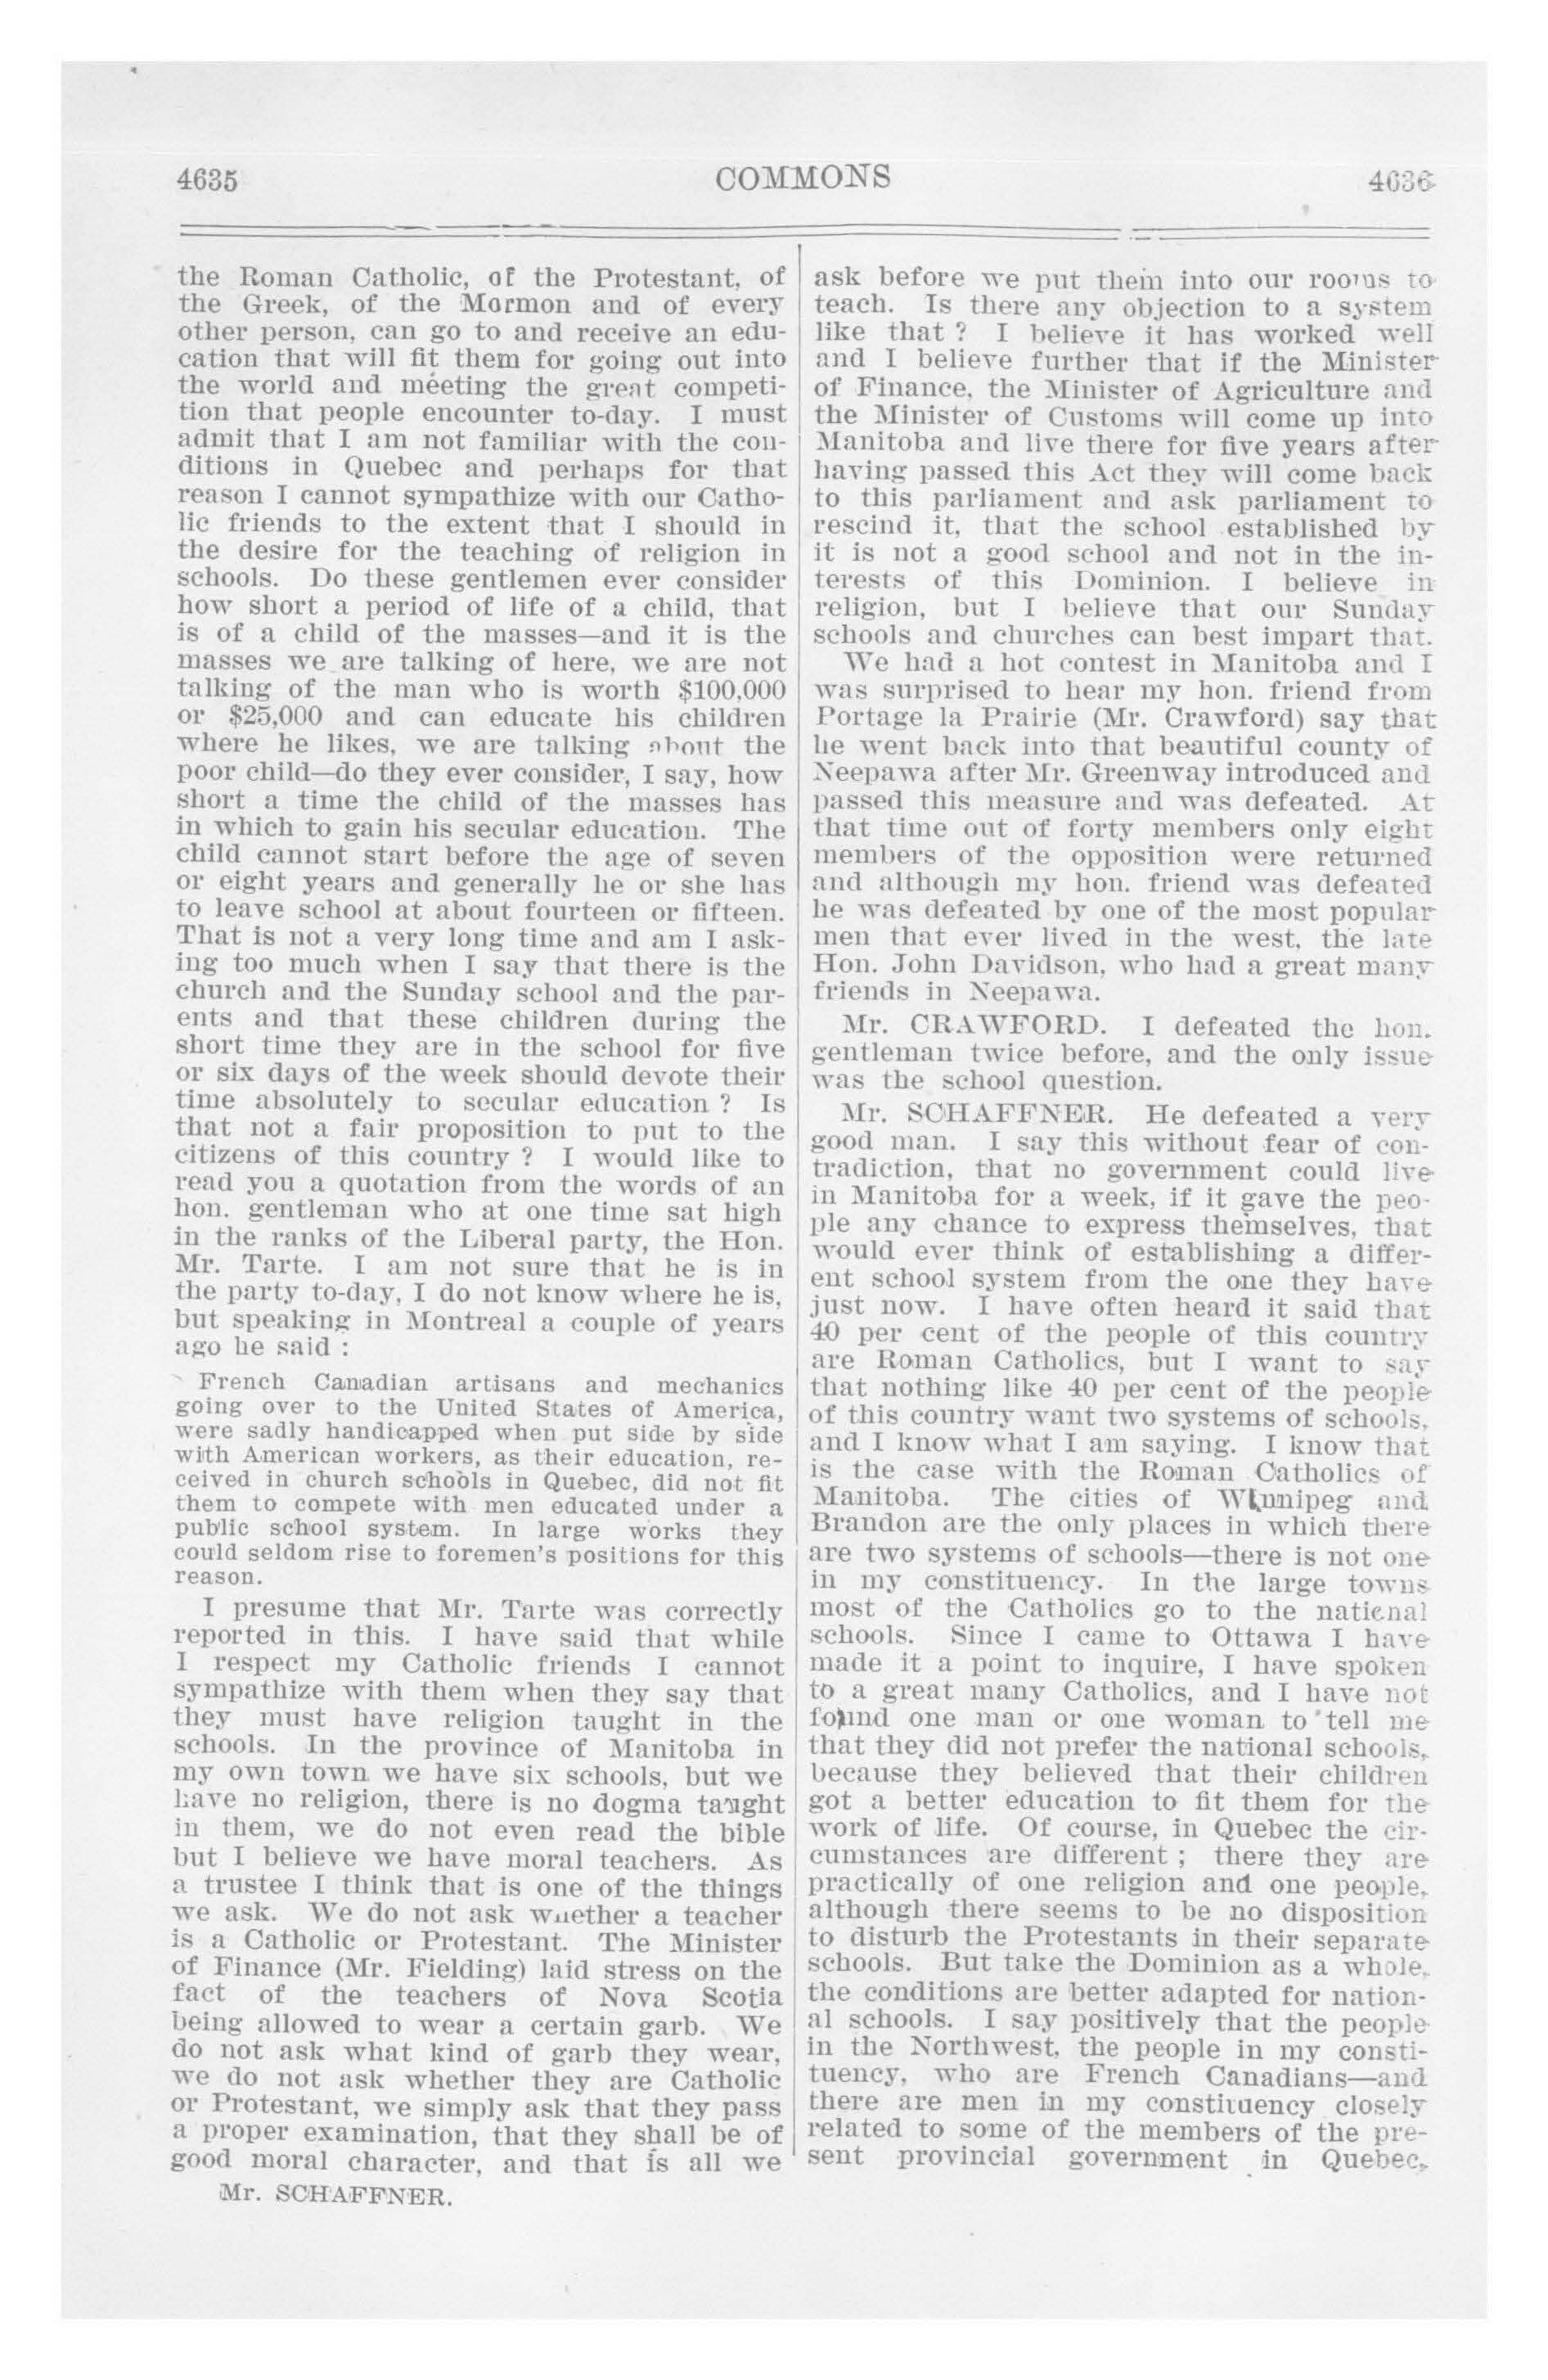 4635 COMMONS 4636
the Roman Catholic, of the Protestant, of
the Greek, of the Mormon and of every
other person, can go to and receive an edu-
cation that will fit them for going out into
the world and meeting the great competi-
tion that people encounter to-day. I must
admit that I am not familiar with the con-
ditions in Quebec and perhaps for that
reason I cannot sympathize with our Catho-
lic friends to the extent that I should in
the desire for the teaching of religion in
schools. Do these gentlemen ever consider
how short a period of life of a child, that
is of a child of the masses—and it is the
masses we are talking of here, we are not
talking of the man who is worth $100,000
or $25,000 and can educate his children
where he likes, we are talking about the
poor child—do they ever consider, I say, how
short a time the child of the masses has
in which to gain his secular education. The
child cannot start before the age of seven
or eight years and generally he or she has
to leave school at about fourteen or fifteen.
That is not a very long time and am I ask-
ing too much when I say that there is the
church and the Sunday school and the par-
ents and that these children during the
short time they are in the school for five
or six days of the week should devote their
time absolutely to secular education ? Is
that not a fair proposition to put to the
citizens of this country ? I would like to
read you a quotation from the words of an
hon. gentleman who at one time sat high
in the ranks of the Liberal party, the Hon.
Mr. Tarte. I am not sure that he is in
the party to-day, I do not know where he is,
but speaking in Montreal a couple of years
ago he said :
French Canadian artisans and mechanics
going over to the United States of America,
were sadly handicapped when put side by side
with American workers, as their education, re-
ceived in church schools in Quebec, did not fit
them to compete with men educated under a
public school system. In large works they
could seldom rise to foremen's positions for this
reason.
I presume that Mr. Tarte was correctly
reported in this. I have said that while
I respect my Catholic friends I cannot
sympathize with them when they say that
they must have religion taught in the
schools. In the province of Manitoba in
my own town we have six schools, but we
have no religion, there is no dogma taught
in them, we do not even read the bible
but I believe we have moral teachers. As
a trustee I think that is one of the things
we ask. We do not ask whether a teacher
is a Catholic or Protestant. The Minister
of Finance (Mr. Fielding) laid stress on the
fact of the teachers of Nova Scotia
being allowed to wear a certain garb. We
do not ask what kind of garb they wear,
we do not ask whether they are Catholic
or Protestant, we simply ask that they pass
a proper examination, that they shall be of
good moral character, and that is all we
Mr. SCHAFFNER.
ask before we put them into our rooms to
teach. Is there any objection to a system
like that ? I believe it has worked well
and I believe further that if the Minister
of Finance, the Minister of Agriculture and
the Minister of Customs will come up into
Manitoba and live there for five years after
having passed this Act they will come back
to this parliament and ask parliament to
rescind it, that the school established by
it is not a good school and not in the in-
terests of this Dominion. I believe in
religion, but I believe that our Sunday
schools and churches can best impart that.
We had a hot contest in Manitoba and I
was surprised to hear my hon. friend from
Portage la Prairie (Mr. Crawford) say that
he went back into that beautiful county of
Neepawa after Mr. Greenway introduced and
passed this measure and was defeated. At
that time out of forty members only eight
members of the opposition were returned
and although my hon. friend was defeated
he was defeated by one of the most popular
men that ever lived in the west, the late
Hon. John Davidson, who had a great many
friends in Neepawa.
Mr. CRAWFORD. I defeated the hon.
gentleman twice before, and the only issue
was the school question.
Mr. SCHAFFNER. He defeated a very
good man. I say this without fear of con-
tradiction, that no government could live
in Manitoba for a week, if it gave the peo-
ple any chance to express themselves, that
would ever think of establishing a differ-
ent school system from the one they have
just now. I have often heard it said that
40 per cent of the people of this country
are Roman Catholics, but I want to say
that nothing like 40 per cent of the people
of this country want two systems of schools,
and I know what I am saying. I know that
is the case with the Roman Catholics of
Manitoba. The cities of Winnipeg and
Brandon are the only places in which there
are two systems of schools—there is not one
in my constituency. In the large towns
most of the Catholics go to the national
schools. Since I came to Ottawa I have
made it a point to inquire, I have spoken
to a great many Catholics, and I have not
found one man or one woman to tell me
that they did not prefer the national schools,
because they believed that their children
got a better education to fit them for the
work of life. Of course, in Quebec the cir-
cumstances are different ; there they are
practically of one religion and one people,
although there seems to be no disposition
to disturb the Protestants in their separate
schools. But take the Dominion as a whole,
the conditions are better adapted for nation-
al schools. I say positively that the people
in the Northwest, the people in my consti-
tuency, who are French Canadians—and
there are men in my constituency closely
related to some of the members of the pre-
sent provincial government in Quebec,